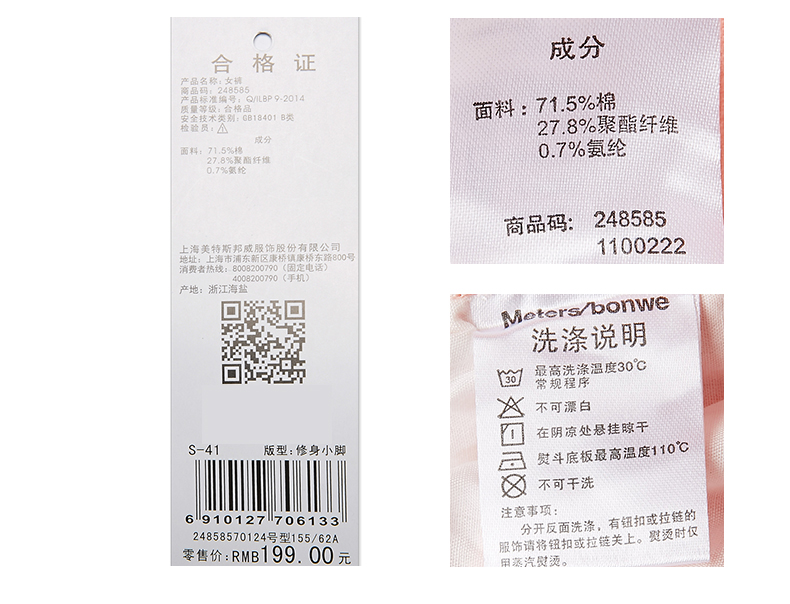 合格证
产品名称：女裤
商品码：248585
产品标准编号：Q/ILBP 9-2014
质量等级：合格品
安全技术类别：GB18401 B类
检验员：
成分
面料：71.5%棉
27.8%聚酯纤维
0.7%氨纶
上海美特斯邦威服饰股份有限公司
地址：上海市浦东新区康桥镇康桥东路800号
消费者热线：8008200790（固定电话）
4008200790（手机）
产地：浙江海盐
S-41 版型：修身小脚
6 910127 706133
24858570124号型155/62A
零售价：RMB199.00元
成分
面料：71.5%棉
27.8%聚酯纤维
0.7%氨纶
商品码：248585
1100222
Meters/bonwe
洗涤说明
30 最高洗涤温度30℃
常规程序
不可漂白
在阴凉处悬挂晾干
熨斗底板最高温度110℃
不可干洗
注意事项：
分开反面洗涤，有钮扣或拉链的
服饰请将钮扣或拉链关上。熨烫时仅
用蒸汽熨烫。